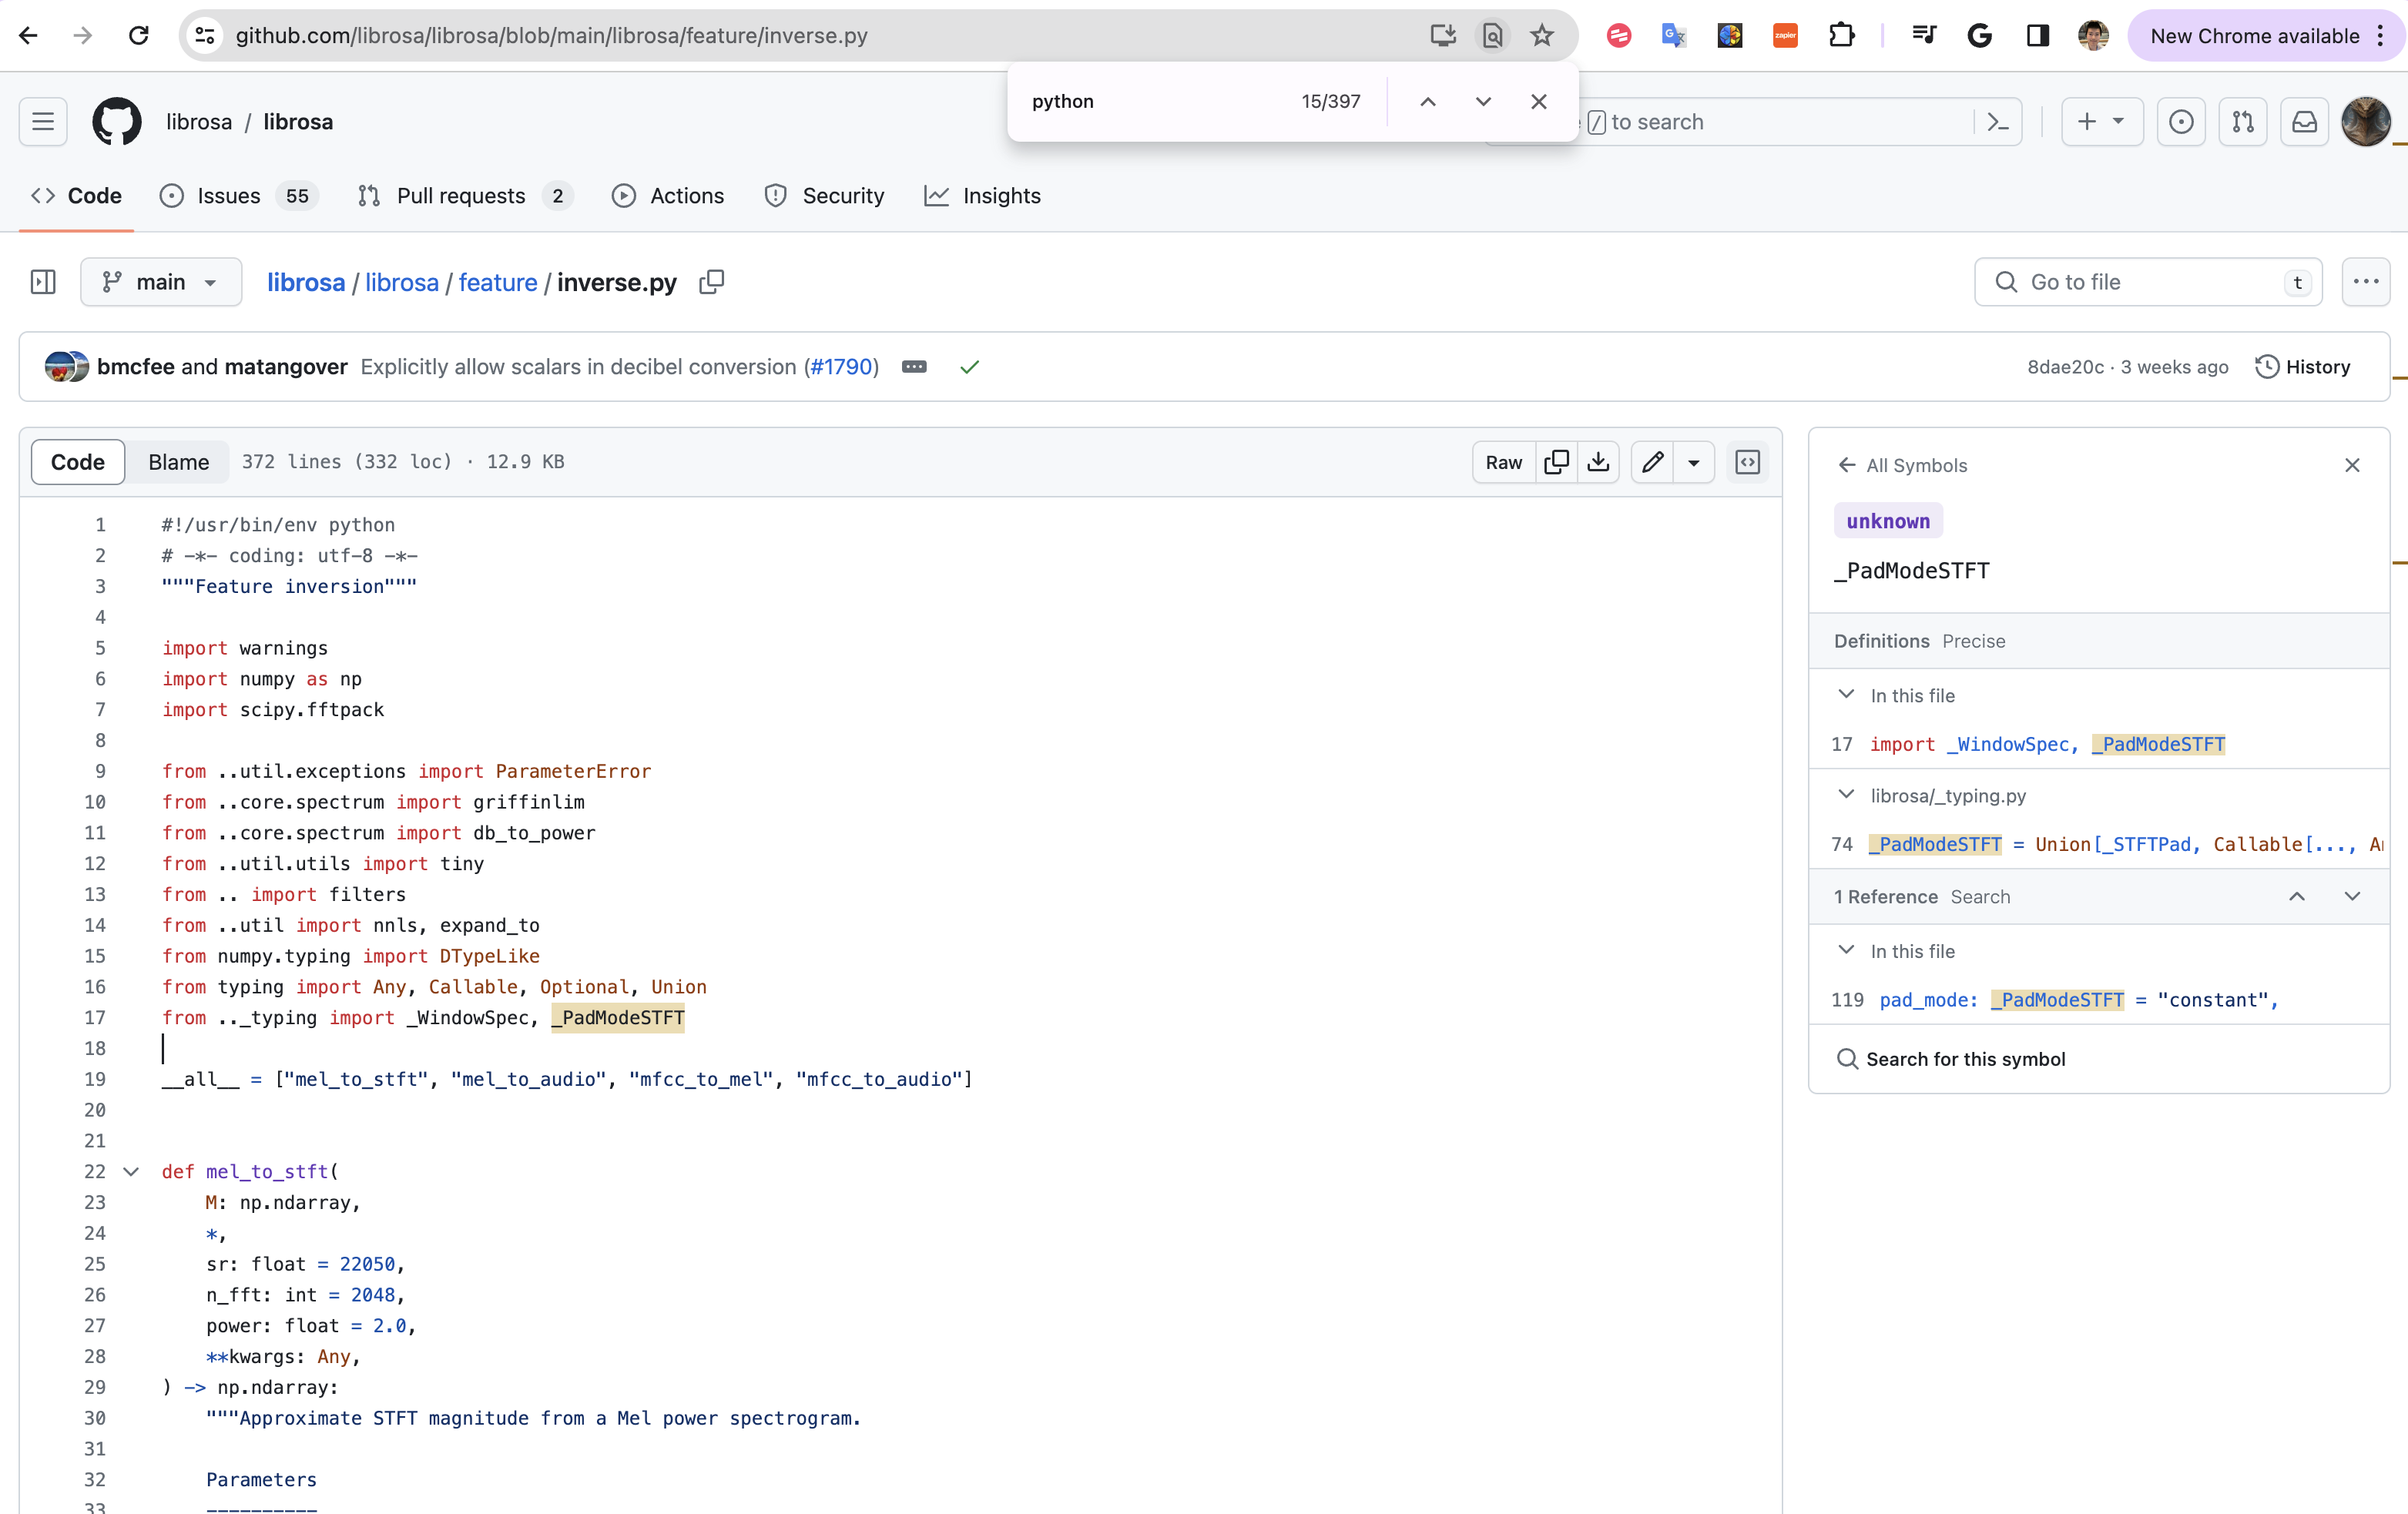 github.com/librosa/librosa/blob/main/librosa/feature/inverse.py
zapier
New Chrome available
python 15/397
librosa / librosa
/ to search
Code
Issues 55
Pull requests 2
Actions
Security
Insights
main
librosa / librosa / feature / inverse.py
Go to file t
bmcfee and matangover Explicitly allow scalars in decibel conversion (#1790)
8dae20c · 3 weeks ago
History
Code Blame 372 lines (332 loc) · 12.9 KB
Raw
1 #!/usr/bin/env python
2 # -*- coding: utf-8 -*-
3 """Feature inversion"""
4
5 import warnings
6 import numpy as np
7 import scipy.fftpack
8
9 from ..util.exceptions import ParameterError
10 from ..core.spectrum import griffinlim
11 from ..core.spectrum import db_to_power
12 from ..util.utils import tiny
13 from .. import filters
14 from ..util import nnls, expand_to
15 from numpy.typing import DTypeLike
16 from typing import Any, Callable, Optional, Union
17 from .._typing import _WindowSpec, _PadModeSTFT
18
19 __all__ = ["mel_to_stft", "mel_to_audio", "mfcc_to_mel", "mfcc_to_audio"]
20
21
22 def mel_to_stft(
23     M: np.ndarray,
24     *,
25     sr: float = 22050,
26     n_fft: int = 2048,
27     power: float = 2.0,
28     **kwargs: Any,
29 ) -> np.ndarray:
30     """Approximate STFT magnitude from a Mel power spectrogram.
31
32     Parameters
33     ----------
All Symbols
unknown
_PadModeSTFT
Definitions Precise
In this file
17 import _WindowSpec, _PadModeSTFT
librosa/_typing.py
74 _PadModeSTFT = Union[_STFTPad, Callable[..., A
1 Reference Search
In this file
119 pad_mode: _PadModeSTFT = "constant",
Search for this symbol